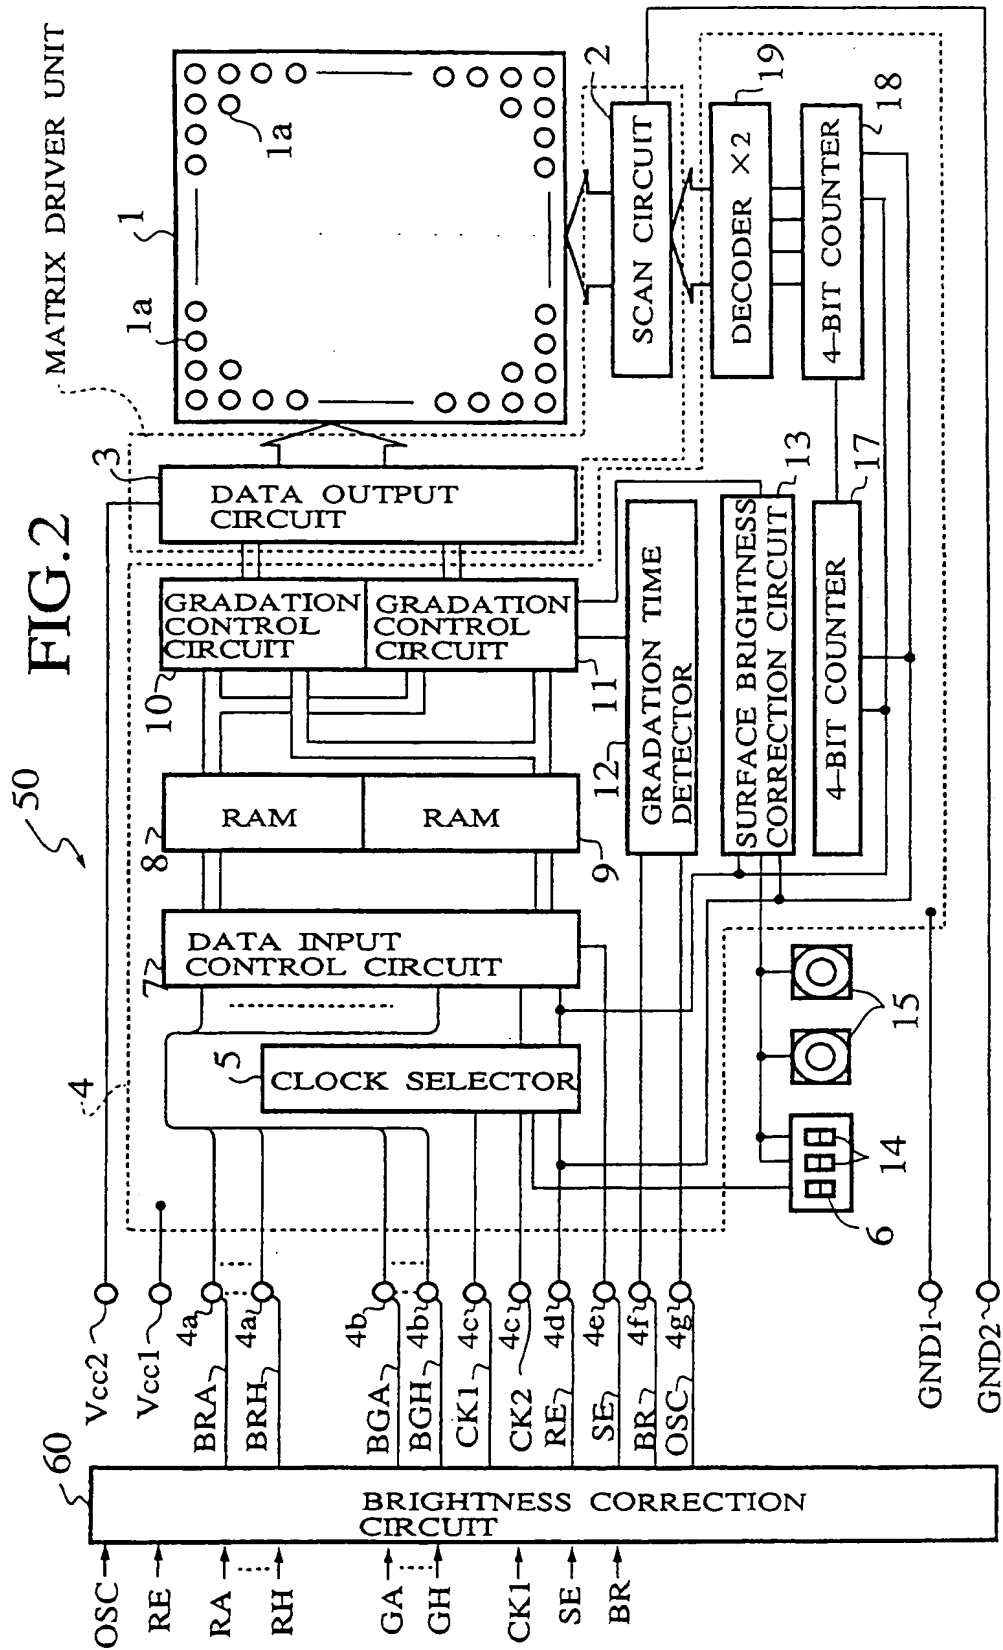 FIG.2
50
MATRIX DRIVER UNIT
4
60
BRIGHTNESS CORRECTION
CIRCUIT
OSC
RE
RA
RH
GA
GH
CK1
SE
BR
Vcc2
Vcc1
BRA
4a
BRH
4a
BGA
4b
BGH
4b
CK1
4c
CK2
4c
RE
4d
SE
4e
BR
4f
OSC
4g
GND1
GND2
5
CLOCK SELECTOR
7
DATA INPUT
CONTROL CIRCUIT
8
RAM
RAM
9
10
GRADATION
CONTROL
CIRCUIT
GRADATION
CONTROL
CIRCUIT
11
3
DATA OUTPUT
CIRCUIT
1
1a
1a
2
SCAN CIRCUIT
19
DECODER ×2
18
4-BIT COUNTER
12
GRADATION TIME
DETECTOR
13
SURFACE BRIGHTNESS
CORRECTION CIRCUIT
17
4-BIT COUNTER
15
14
6